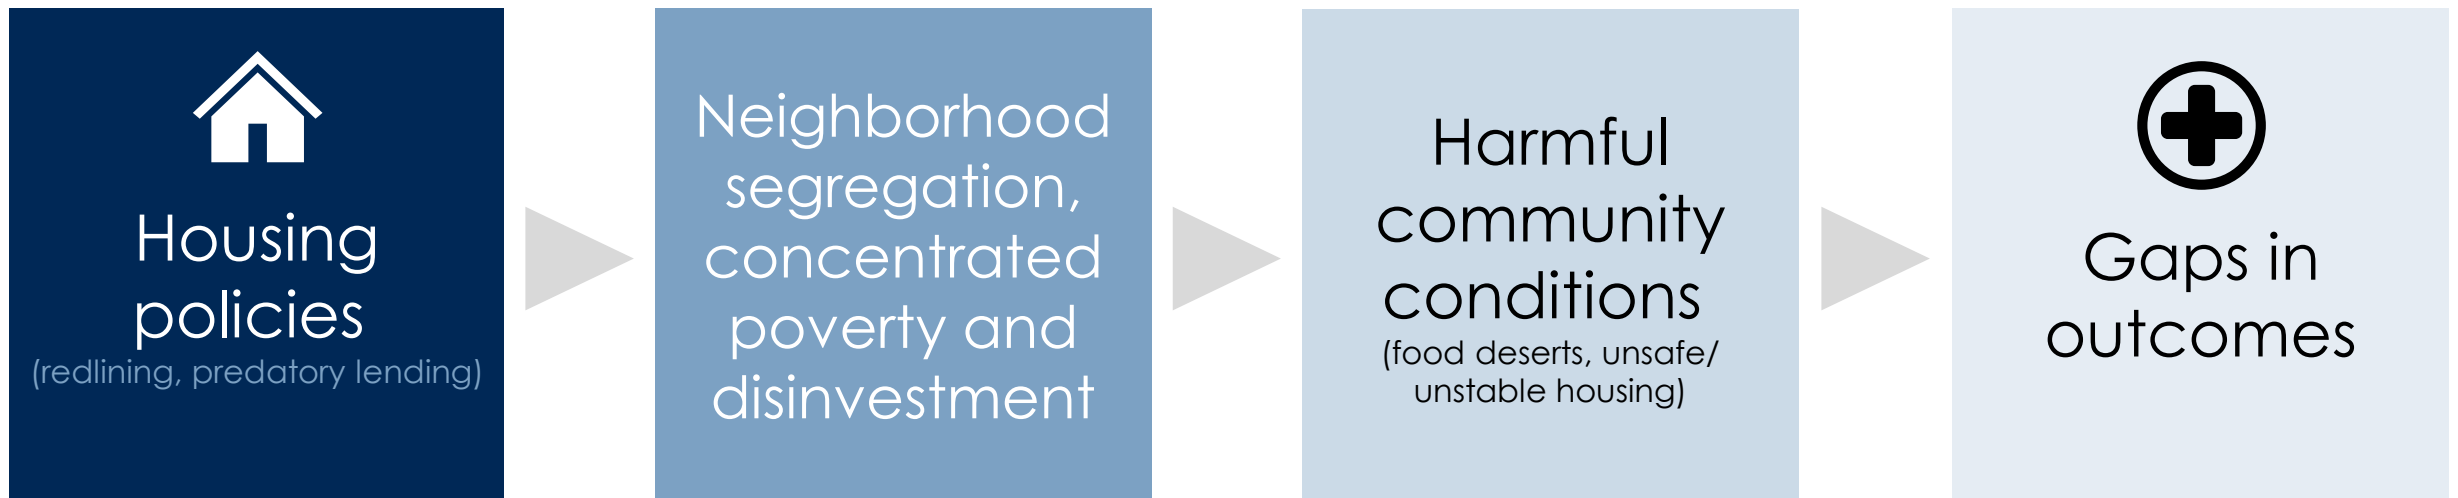 Housing
policies
(redlining, predatory lending)
Neighborhood
segregation,
concentrated
poverty and
disinvestment
Harmful
community
conditions
(food deserts, unsafe/
unstable housing)
Gaps in
outcomes